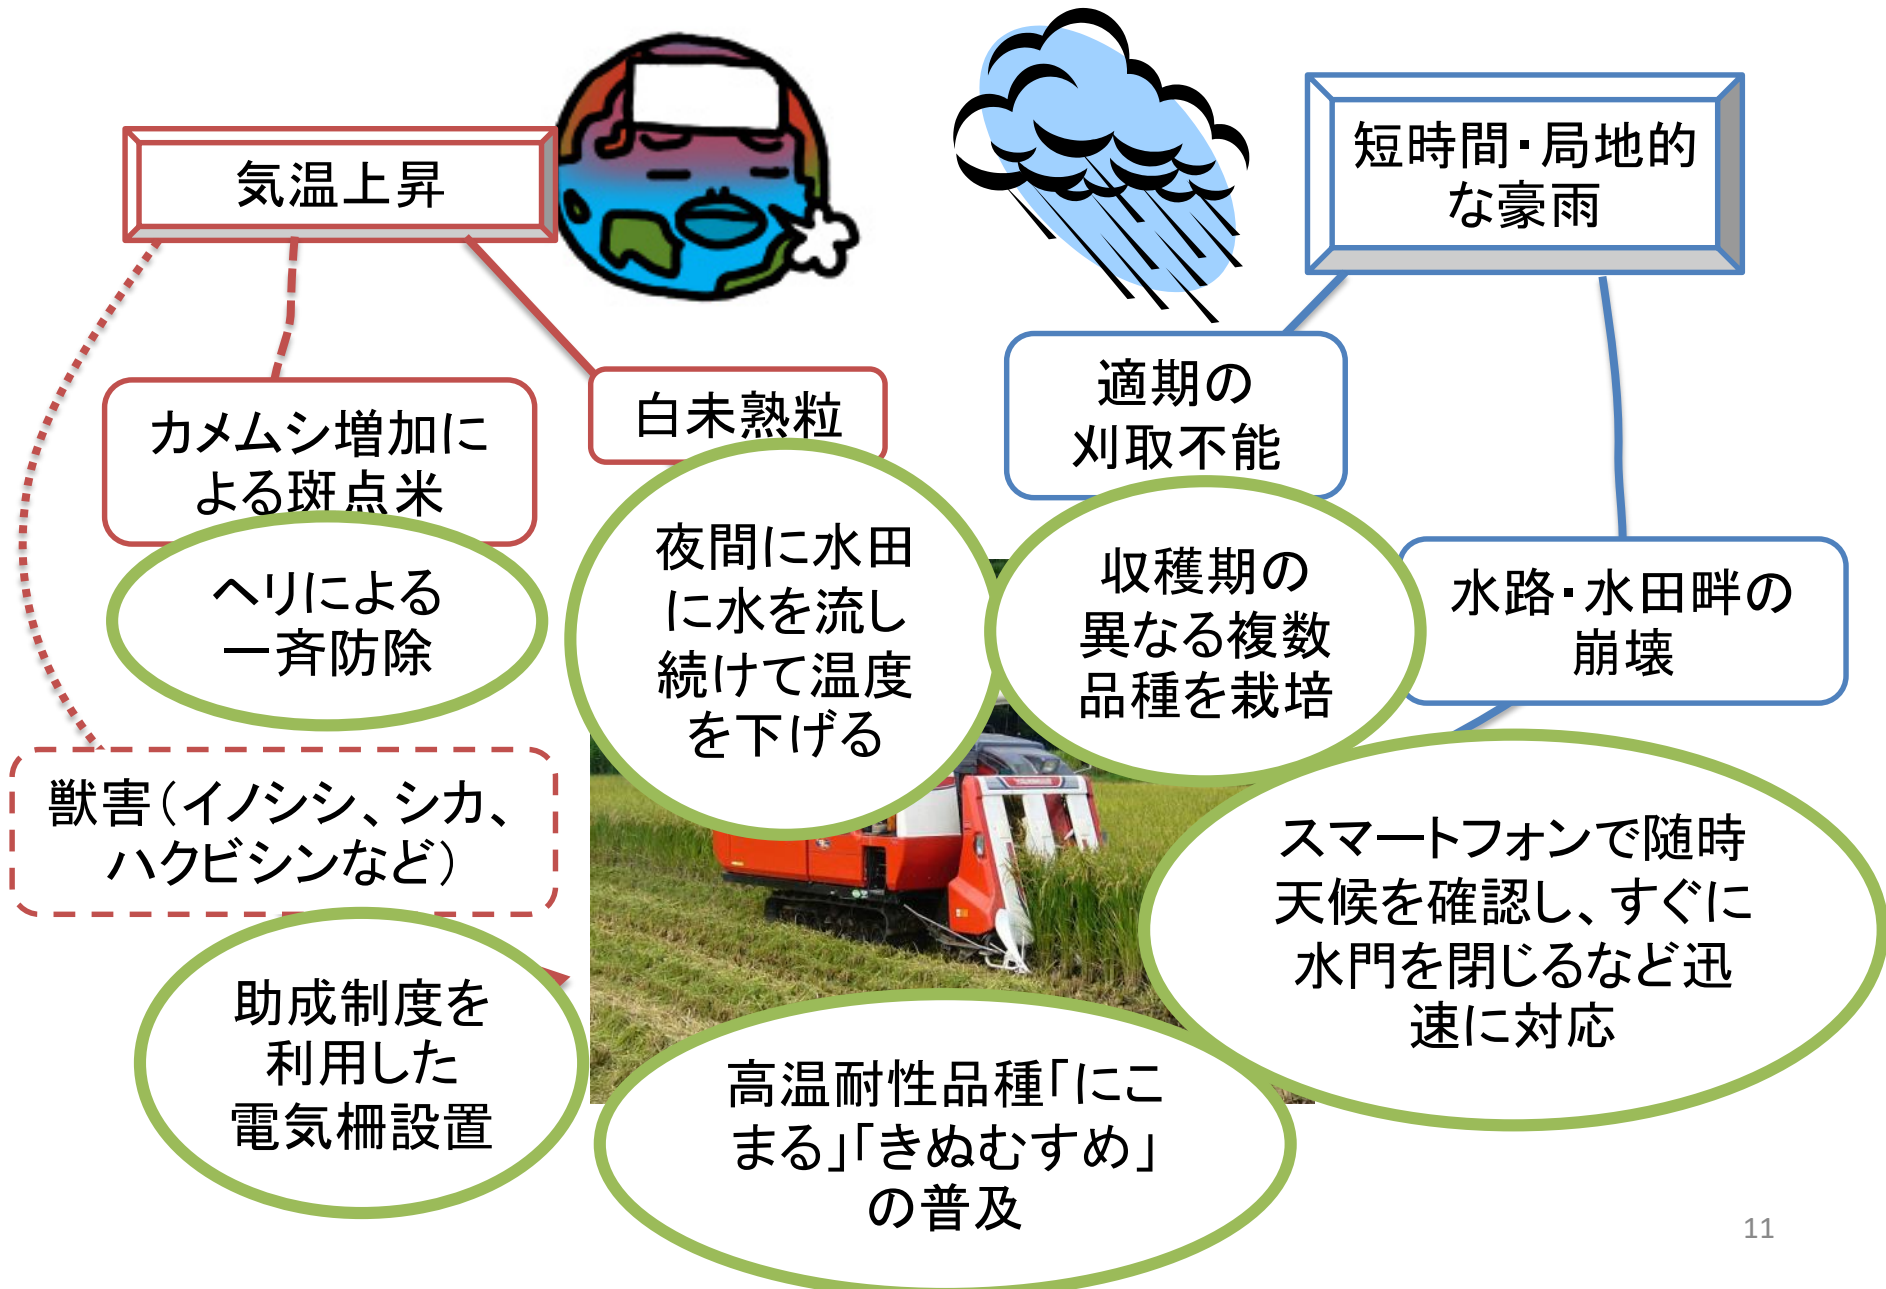 気温上昇
短時間・局地的
な豪雨
カメムシ増加に
よる斑点米
白未熟粒
適期の
刈取不能
ヘリによる
一斉防除
夜間に水田
に水を流し
続けて温度
を下げる
収穫期の
異なる複数
品種を栽培
水路・水田畔の
崩壊
獣害（イノシシ、シカ、
ハクビシンなど）
スマートフォンで随時
天候を確認し、すぐに
水門を閉じるなど迅
速に対応
助成制度を
利用した
電気柵設置
高温耐性品種「にこ
まる」「きぬむすめ」
の普及
11